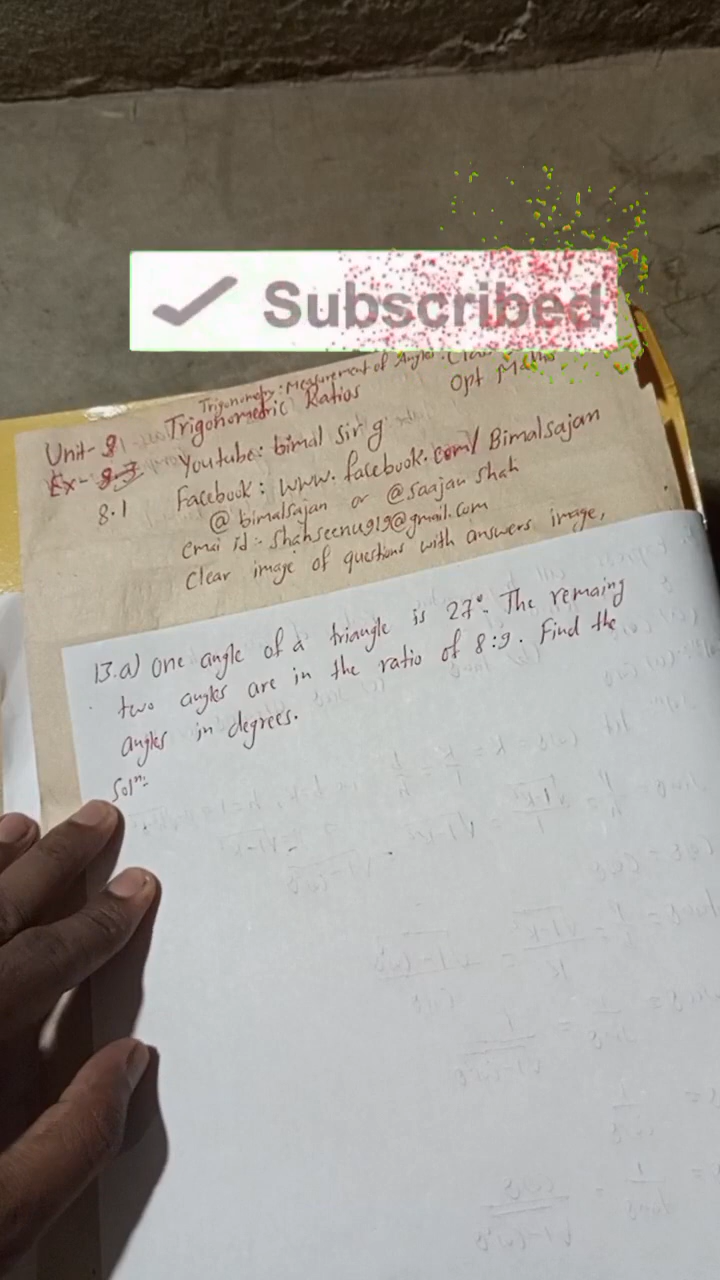 Subscribed
Trigonometry: Measurement of Angles: Class
Unit-8 Trigonometric Ratios Opt Maths
Ex- 8.3 Youtube: bimal sir g
8.1 Facebook: www.facebook.com/Bimalsajan
@bimalsajan or @saajan shah
emai id:- shahseenu919@gmail.com
Clear image of questions with answers image,
13.a) One angle of a triangle is 27°. The remaing
two angles are in the ratio of 8:9. Find the
angles in degrees.
Solⁿ: